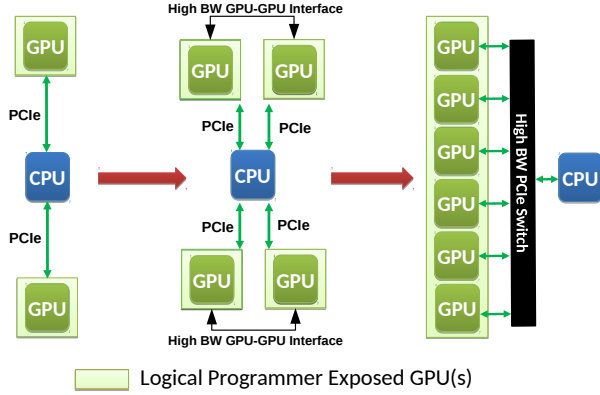 High BW GPU-GPU Interface
GPU
PCIe
CPU
PCIe
GPU
GPU
GPU
PCIe
PCIe
CPU
PCIe
PCIe
GPU
GPU
High BW GPU-GPU Interface
GPU
GPU
GPU
GPU
GPU
GPU
High BW PCIe Switch
CPU
Logical Programmer Exposed GPU(s)